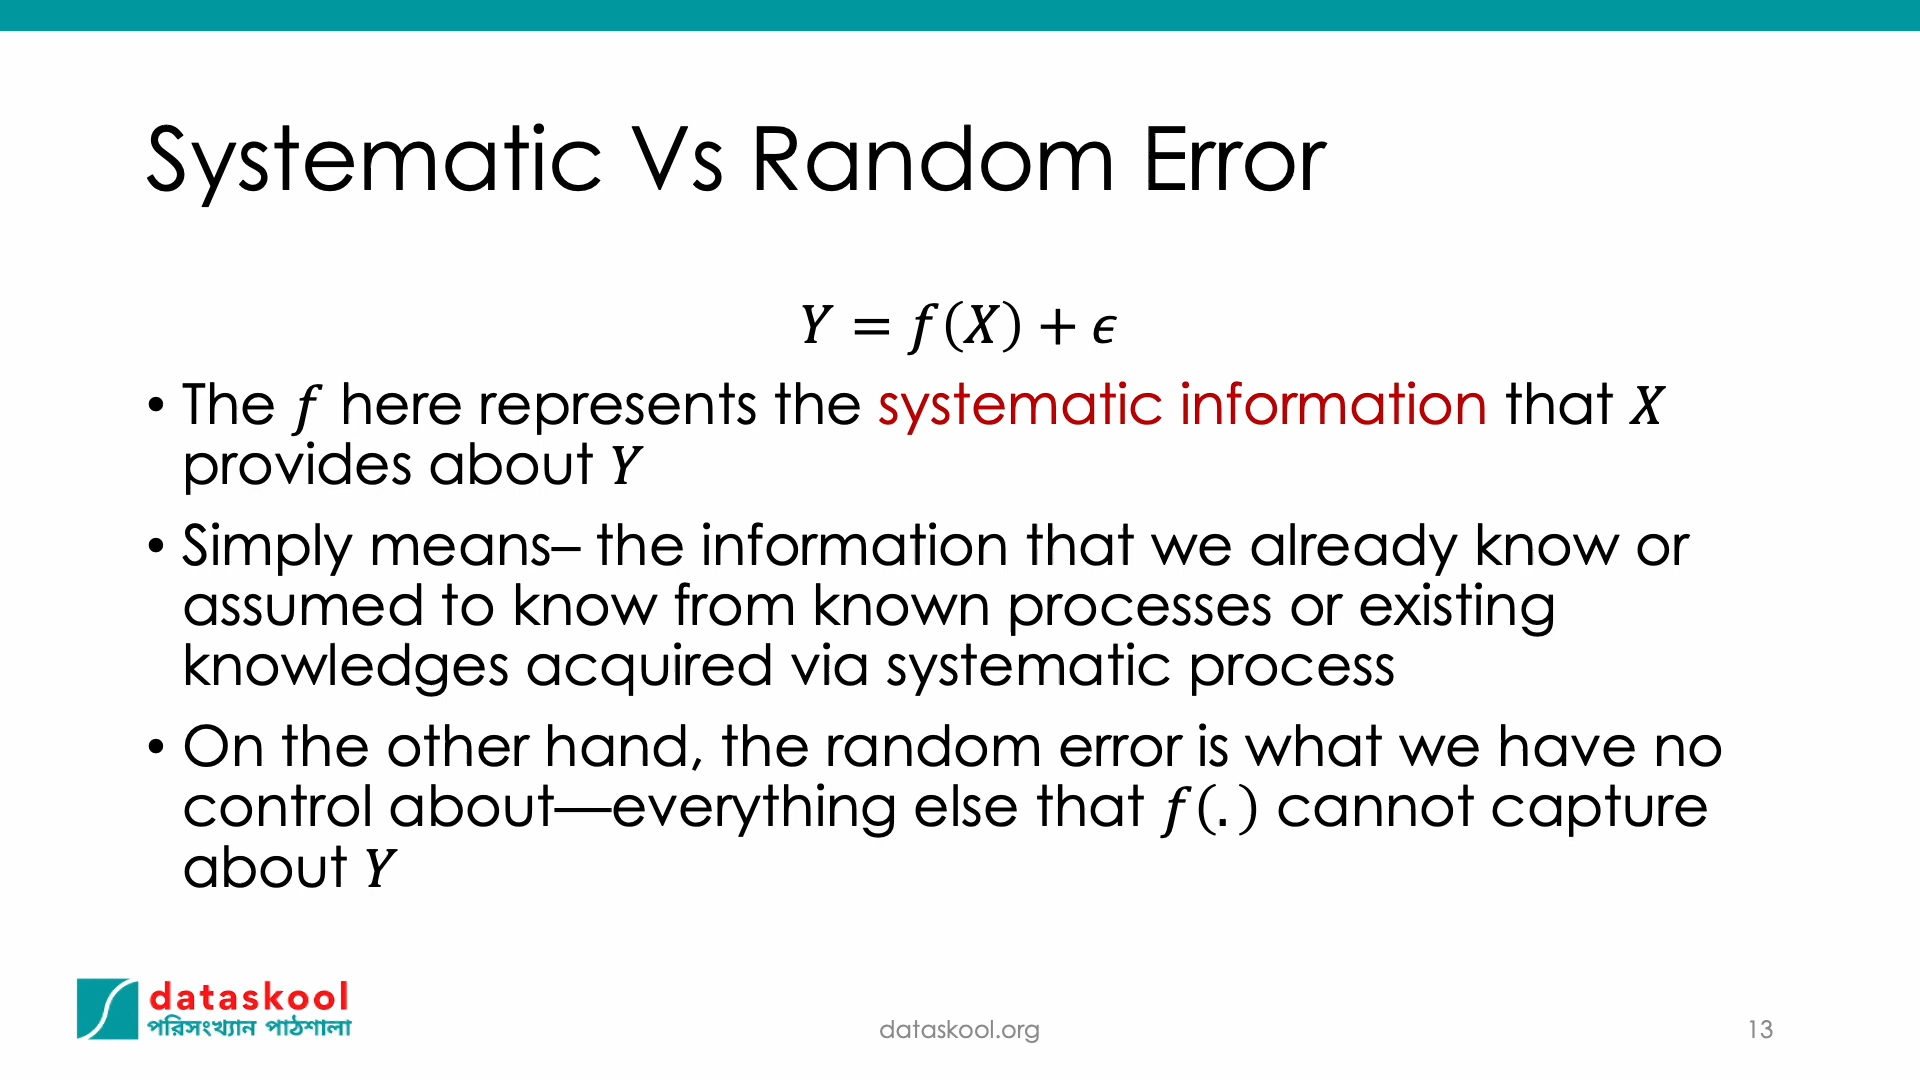 Systematic Vs Random Error
Y = f(X) + ϵ
• The f here represents the systematic information that X
provides about Y
• Simply means– the information that we already know or
assumed to know from known processes or existing
knowledges acquired via systematic process
• On the other hand, the random error is what we have no
control about—everything else that f(.) cannot capture
about Y
dataskool
পরিসংখ্যান পাঠশালা
dataskool.org
13